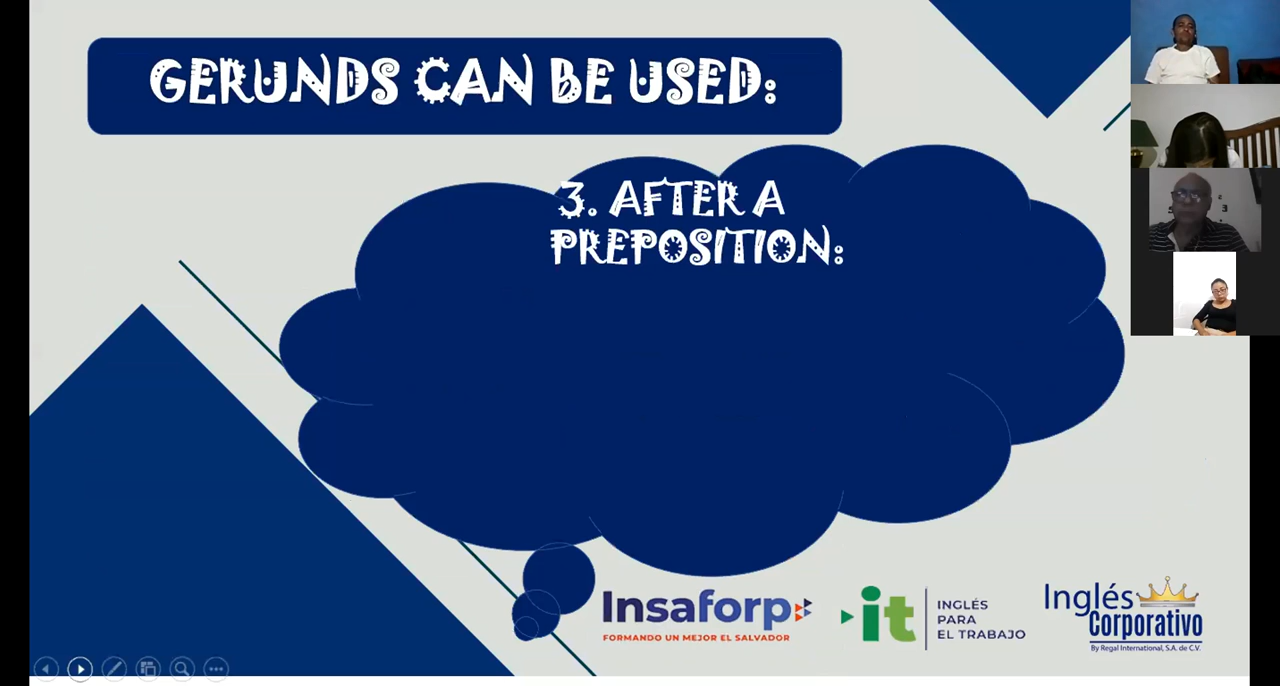 GERUNDS CAN BE USED:
3. AFTER A
PREPOSITION:
Insaforp
FORMANDO UN MEJOR EL SALVADOR
it
INGLÉS
PARA
EL TRABAJO
Inglés
Corporativo
By Regal International, S.A. de C.V.